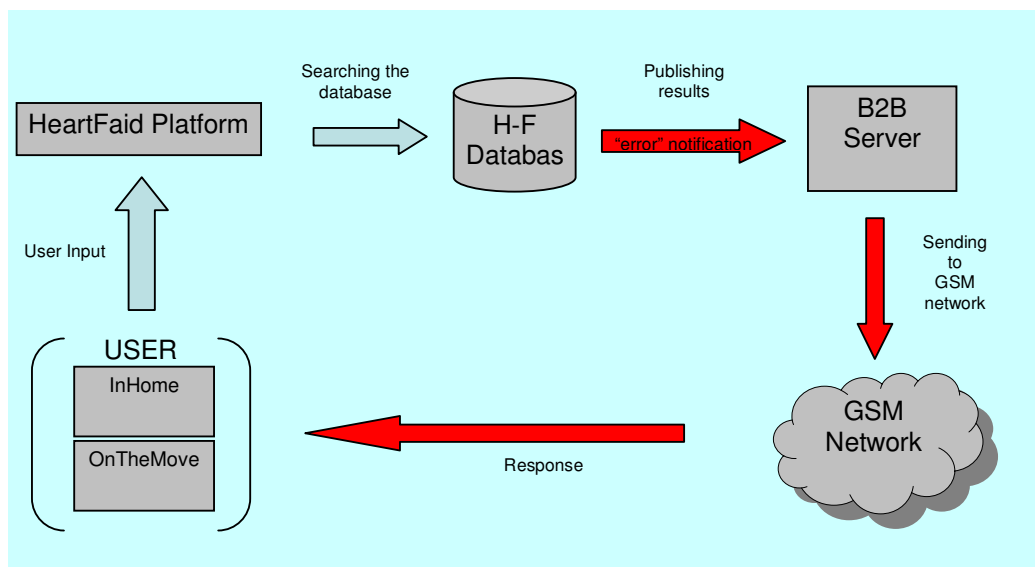 Searching the
database
Publishing
results
HeartFaid Platform
H-F
Databas
"error" notification
B2B
Server
User Input
Sending
to
GSM
network
USER
InHome
OnTheMove
Response
GSM
Network